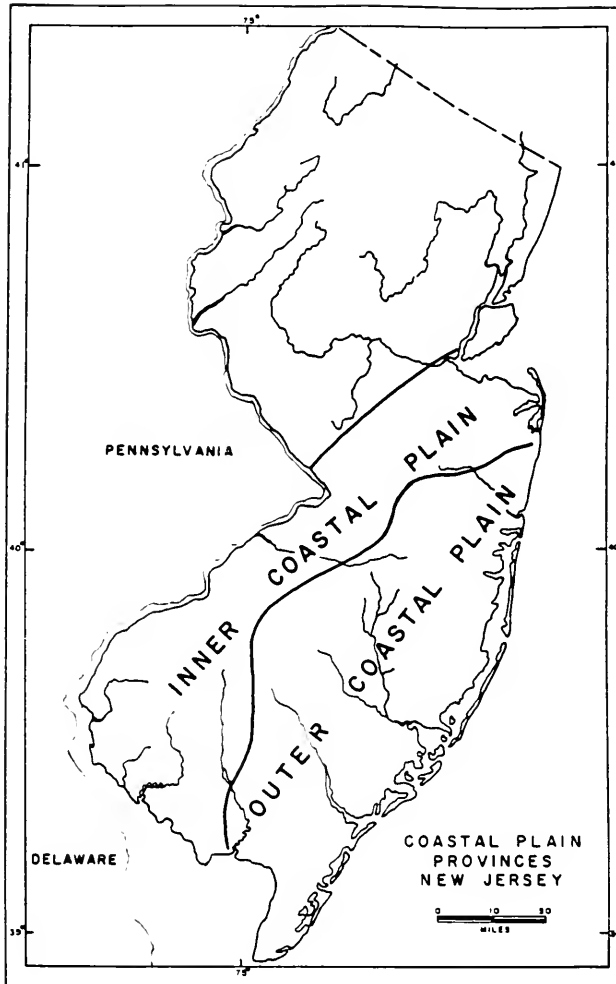 75°
41°
PENNSYLVANIA
40°
INNER COASTAL PLAIN
OUTER COASTAL PLAIN
DELAWARE
COASTAL PLAIN
PROVINCES
NEW JERSEY
0 10 20
MILES
39°
75°